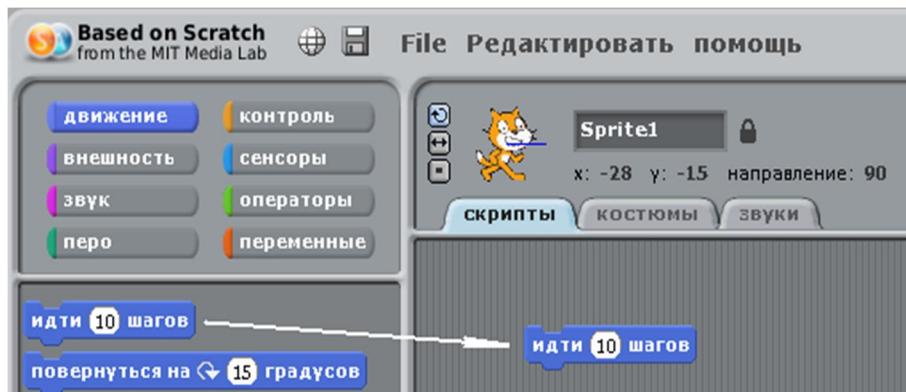 Based on Scratch
from the MIT Media Lab
File Редактировать помощь
движение контроль
внешность сенсоры
звук операторы
перо переменные
Sprite1
x: -28 y: -15 направление: 90
скрипты костюмы звуки
идти 10 шагов
повернуться на 15 градусов
идти 10 шагов